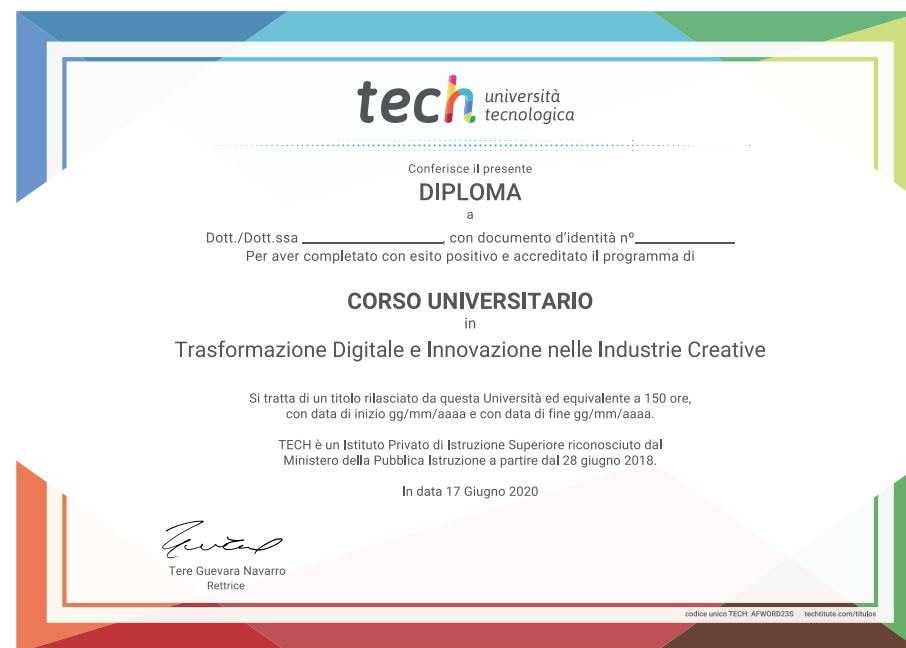 tech università
tecnologica
Conferisce il presente
DIPLOMA
a
Dott./Dott.ssa ____________________, con documento d'identità nº______________
Per aver completato con esito positivo e accreditato il programma di
CORSO UNIVERSITARIO
in
Trasformazione Digitale e Innovazione nelle Industrie Creative
Si tratta di un titolo rilasciato da questa Università ed equivalente a 150 ore,
con data di inizio gg/mm/aaaa e con data di fine gg/mm/aaaa.
TECH è un Istituto Privato di Istruzione Superiore riconosciuto dal
Ministero della Pubblica Istruzione a partire dal 28 giugno 2018.
In data 17 Giugno 2020
Tere Guevara Navarro
Rettrice
codice unico TECH: AFWORD23S techtitute.com/titulos